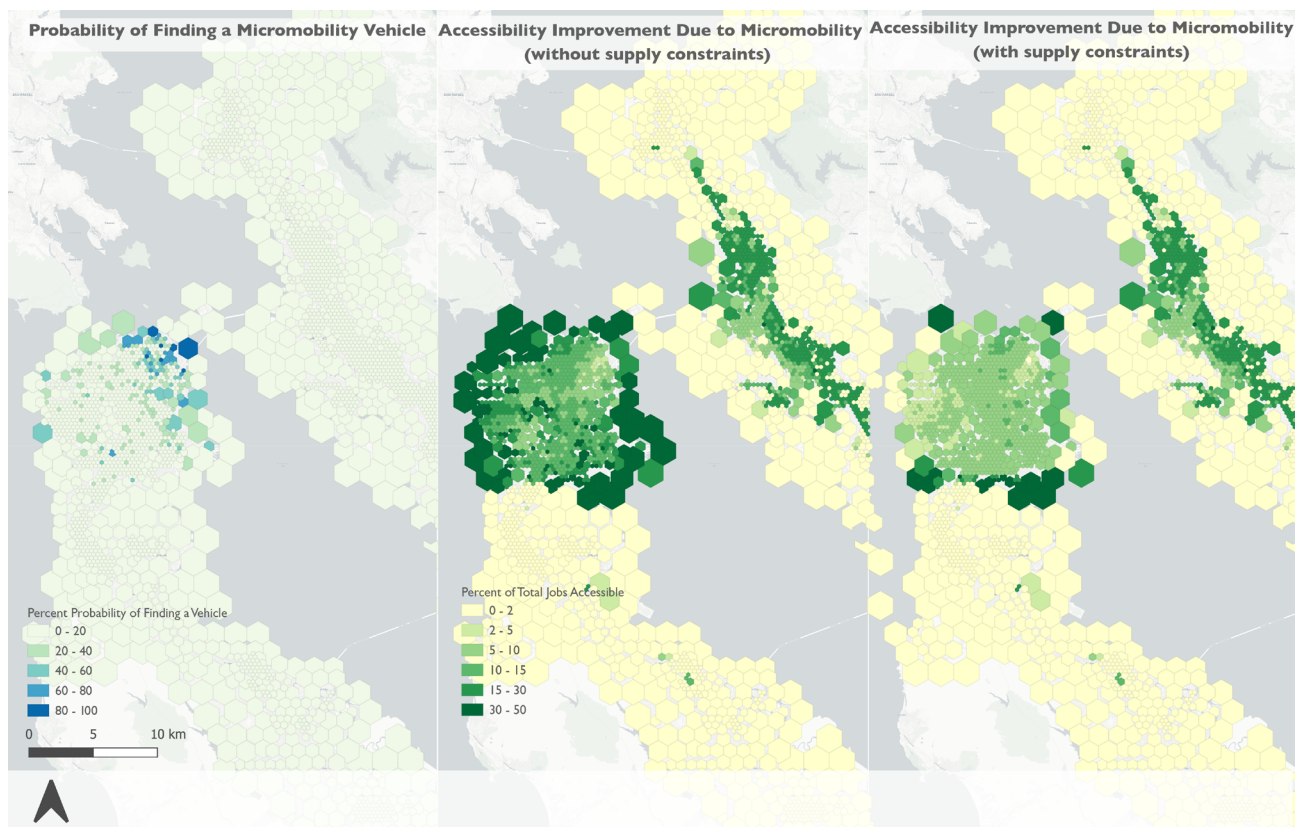 Probability of Finding a Micromobility Vehicle
Accessibility Improvement Due to Micromobility
(without supply constraints)
Accessibility Improvement Due to Micromobility
(with supply constraints)
Percent Probability of Finding a Vehicle
0 - 20
20 - 40
40 - 60
60 - 80
80 - 100
0 5 10 km
Percent of Total Jobs Accessible
0 - 2
2 - 5
5 - 10
10 - 15
15 - 30
30 - 50